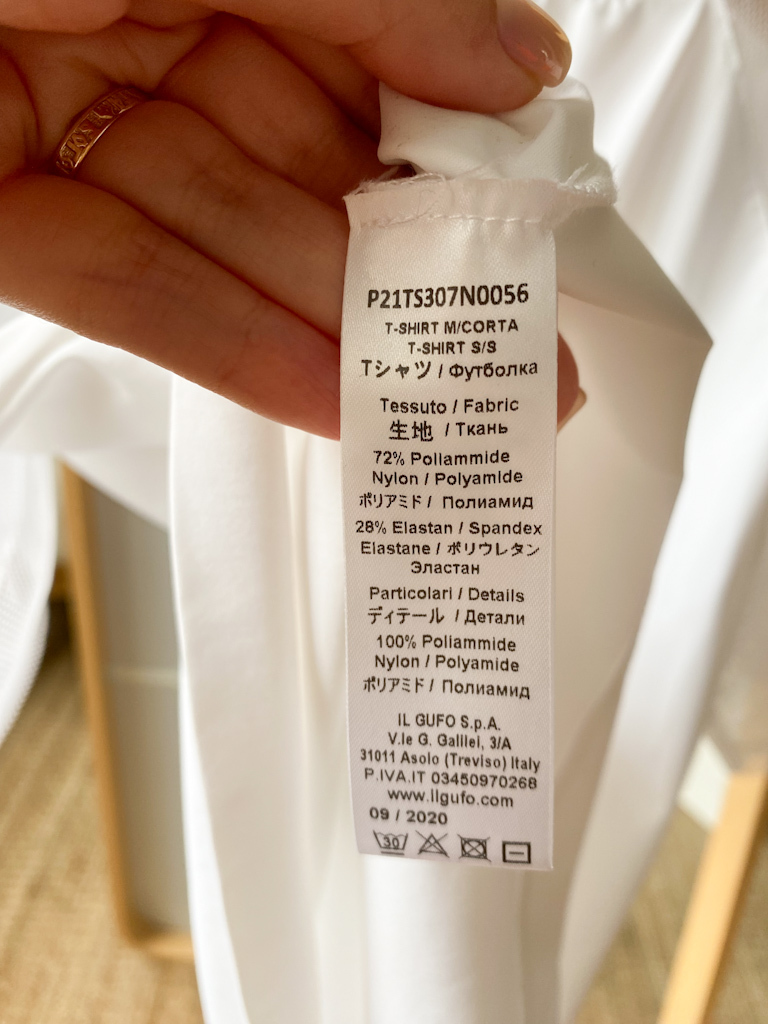 P21TS307N0056
T-SHIRT M/CORTA
T-SHIRT S/S
Tシャツ / Футболка
Tessuto / Fabric
生地 / Ткань
72% Poliammide
Nylon / Polyamide
ポリアミド / Полиамид
28% Elastan / Spandex
Elastane / ポリウレタン
Эластан
Particolari / Details
ディテール / Детали
100% Poliammide
Nylon / Polyamide
ポリアミド / Полиамид
IL GUFO S.p.A.
V.le G. Galilei, 3/A
31011 Asolo (Treviso) Italy
P.IVA.IT 03450970268
www.ilgufo.com
09 / 2020
30